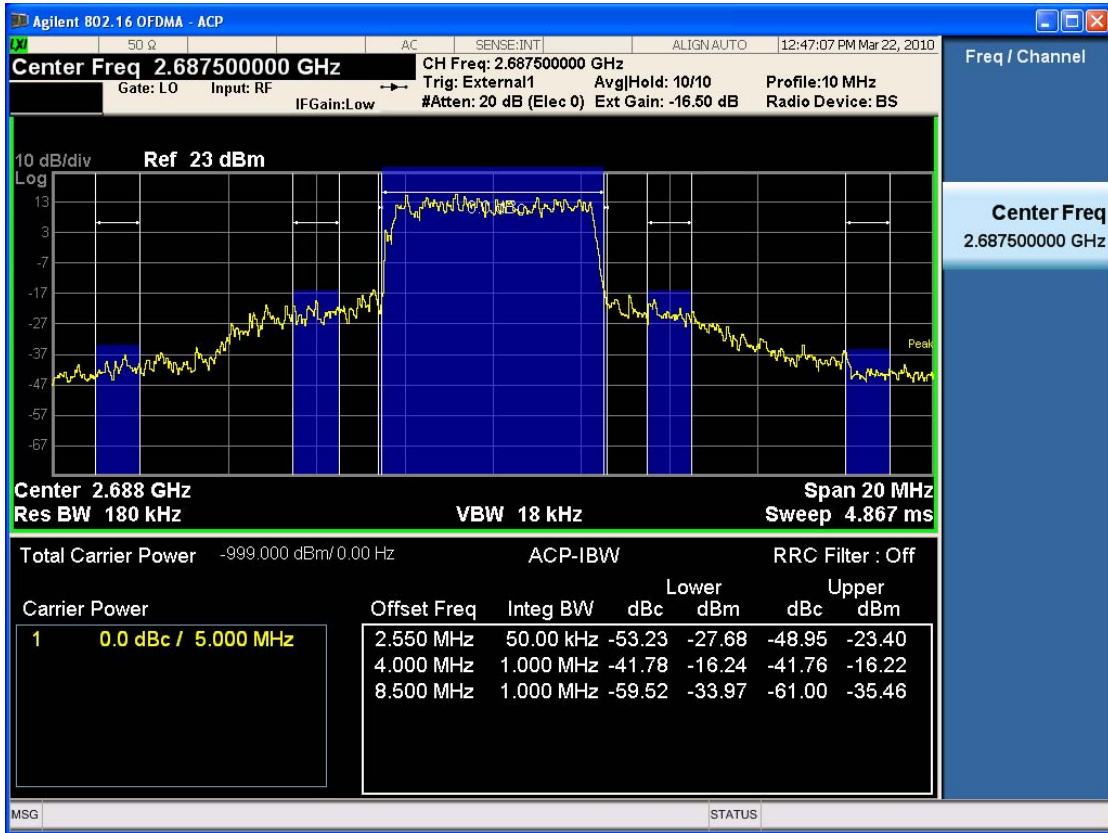 Agilent 802.16 OFDMA - ACP
LXI 50 Ω AC SENSE:INT ALIGN AUTO 12:47:07 PM Mar 22, 2010
Center Freq 2.687500000 GHz
Gate: LO Input: RF
IFGain:Low
CH Freq: 2.687500000 GHz
Trig: External1 Avg|Hold: 10/10 Profile:10 MHz
#Atten: 20 dB (Elec 0) Ext Gain: -16.50 dB Radio Device: BS
Freq / Channel
Center Freq
2.687500000 GHz
10 dB/div Ref 23 dBm
Log
13
3
-7
-17
-27
-37
-47
-57
-67
0.0 dBc
Peak
Center 2.688 GHz Span 20 MHz
Res BW 180 kHz VBW 18 kHz Sweep 4.867 ms
Total Carrier Power -999.000 dBm/ 0.00 Hz ACP-IBW RRC Filter : Off
Lower Upper
Carrier Power Offset Freq Integ BW dBc dBm dBc dBm
1 0.0 dBc / 5.000 MHz 2.550 MHz 50.00 kHz -53.23 -27.68 -48.95 -23.40
4.000 MHz 1.000 MHz -41.78 -16.24 -41.76 -16.22
8.500 MHz 1.000 MHz -59.52 -33.97 -61.00 -35.46
MSG STATUS